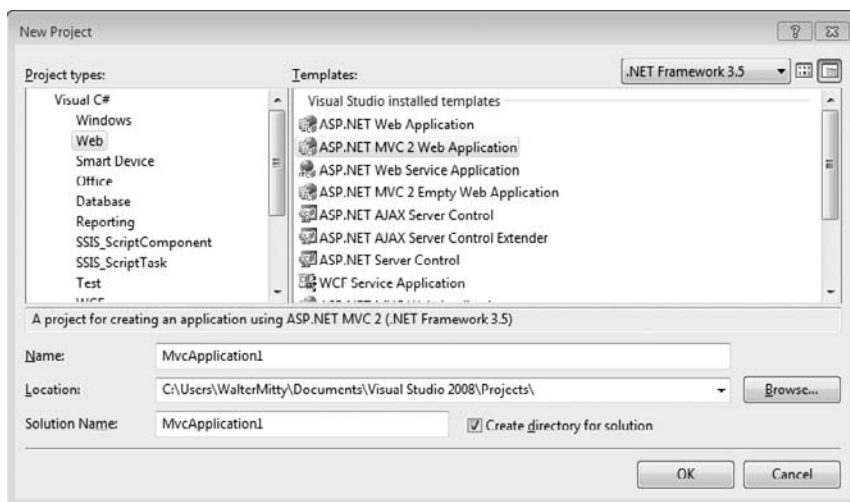 New Project
Project types:
Visual C#
Windows
Web
Smart Device
Office
Database
Reporting
SSIS_ScriptComponent
SSIS_ScriptTask
Test
WCF
Templates:
.NET Framework 3.5
Visual Studio installed templates
ASP.NET Web Application
ASP.NET MVC 2 Web Application
ASP.NET Web Service Application
ASP.NET MVC 2 Empty Web Application
ASP.NET AJAX Server Control
ASP.NET AJAX Server Control Extender
ASP.NET Server Control
WCF Service Application
A project for creating an application using ASP.NET MVC 2 (.NET Framework 3.5)
Name:
MvcApplication1
Location:
C:\Users\WalterMitty\Documents\Visual Studio 2008\Projects\
Browse...
Solution Name:
MvcApplication1
Create directory for solution
OK
Cancel